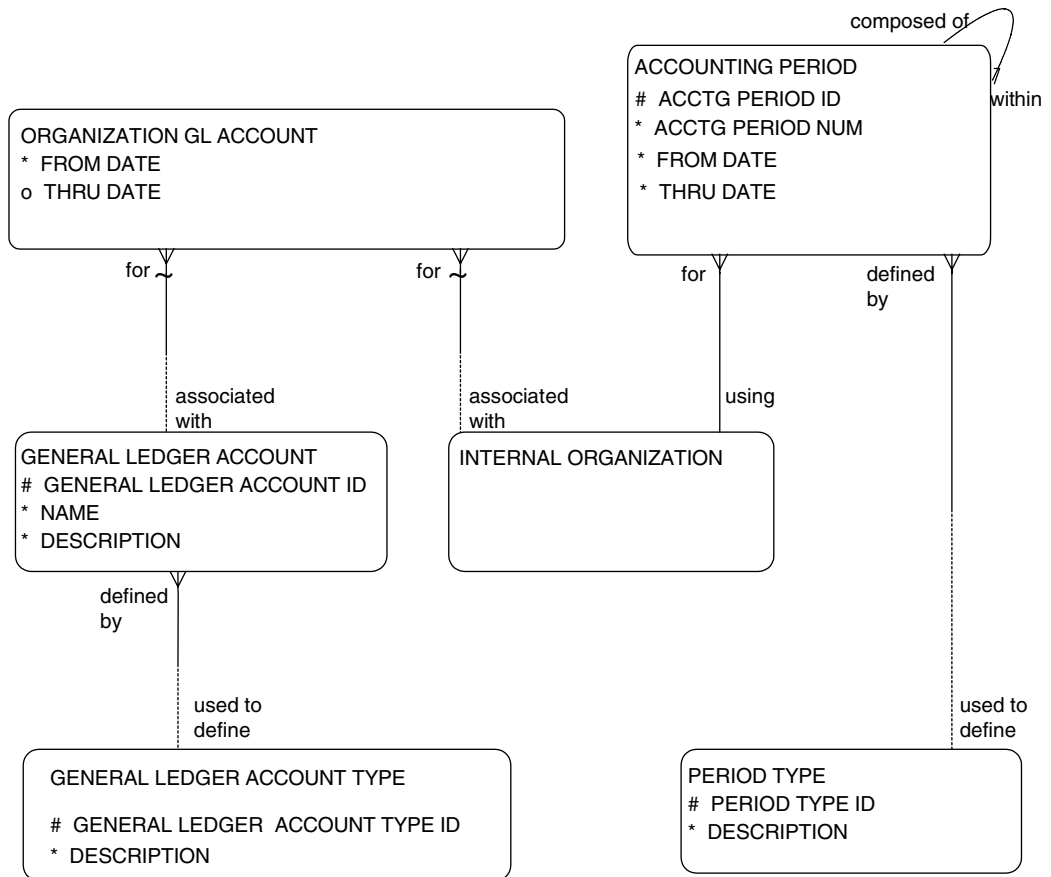 composed of
within
ACCOUNTING PERIOD
# ACCTG PERIOD ID
* ACCTG PERIOD NUM
* FROM DATE
* THRU DATE
ORGANIZATION GL ACCOUNT
* FROM DATE
o THRU DATE
for
for
for
defined
by
associated
with
associated
with
using
GENERAL LEDGER ACCOUNT
# GENERAL LEDGER ACCOUNT ID
* NAME
* DESCRIPTION
INTERNAL ORGANIZATION
defined
by
used to
define
used to
define
GENERAL LEDGER ACCOUNT TYPE
# GENERAL LEDGER ACCOUNT TYPE ID
* DESCRIPTION
PERIOD TYPE
# PERIOD TYPE ID
* DESCRIPTION